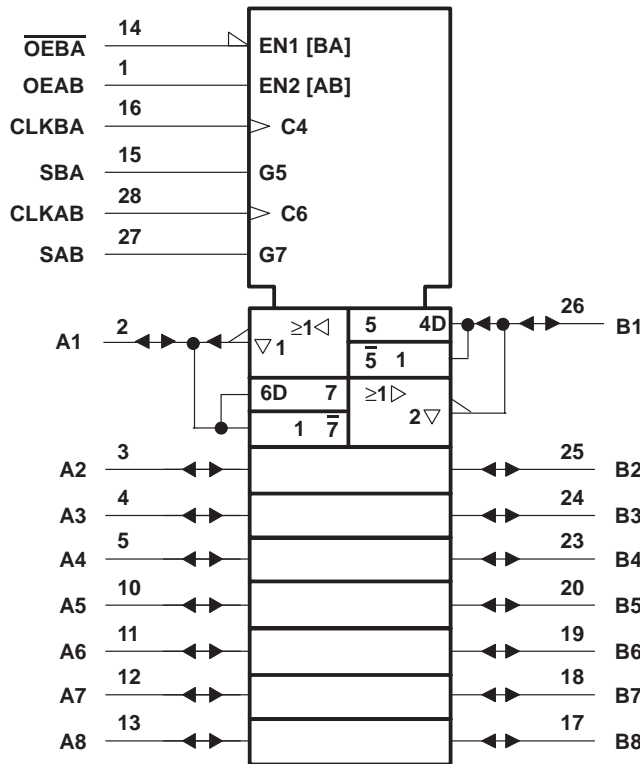 14
O̅E̅B̅A̅ EN1 [BA]
1
OEAB EN2 [AB]
16
CLKBA C4
15
SBA G5
28
CLKAB C6
27
SAB G7
2 ≥1◁ 5 4D 26
A1 ▽1 5̅ 1 B1
6D 7 ≥1▷
1 7̅ 2▽
3 25
A2 B2
4 24
A3 B3
5 23
A4 B4
10 20
A5 B5
11 19
A6 B6
12 18
A7 B7
13 17
A8 B8